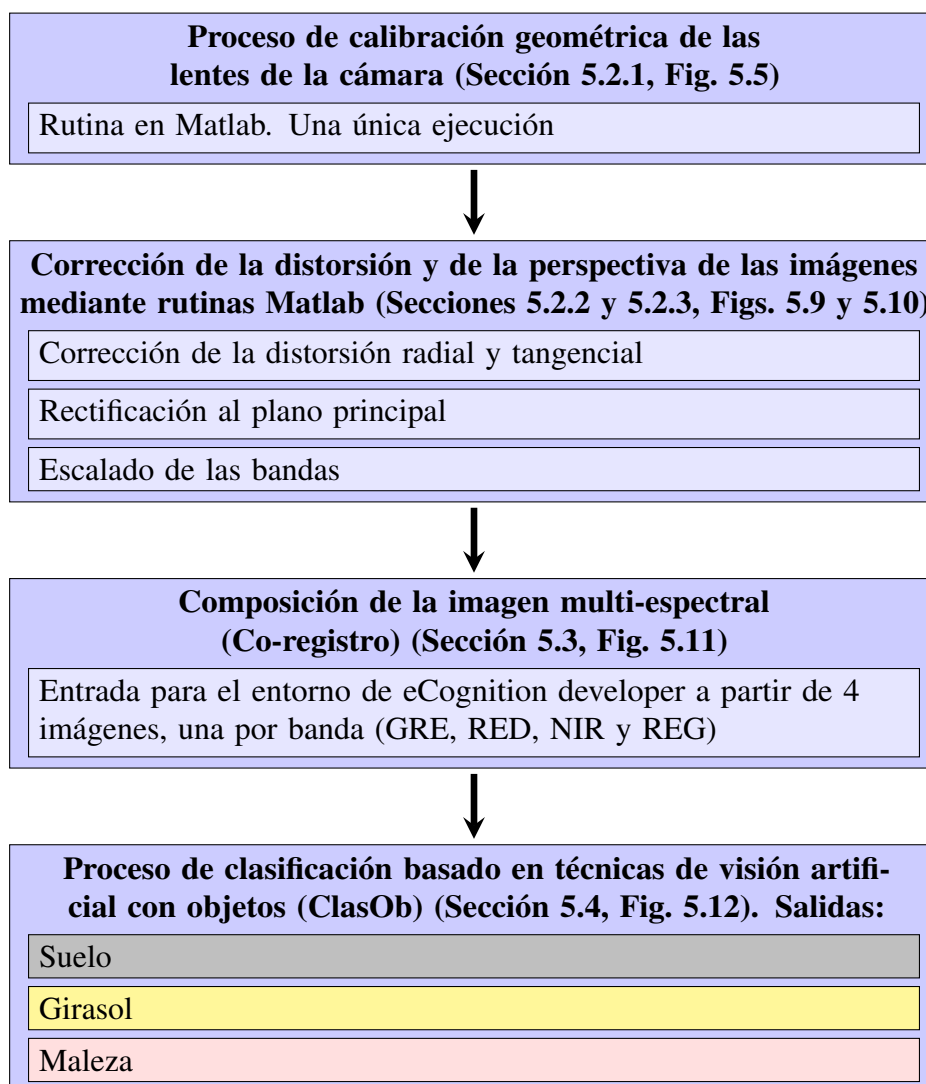 Proceso de calibración geométrica de las
lentes de la cámara (Sección 5.2.1, Fig. 5.5)
Rutina en Matlab. Una única ejecución
Corrección de la distorsión y de la perspectiva de las imágenes
mediante rutinas Matlab (Secciones 5.2.2 y 5.2.3, Figs. 5.9 y 5.10)
Corrección de la distorsión radial y tangencial
Rectificación al plano principal
Escalado de las bandas
Composición de la imagen multi-espectral
(Co-registro) (Sección 5.3, Fig. 5.11)
Entrada para el entorno de eCognition developer a partir de 4
imágenes, una por banda (GRE, RED, NIR y REG)
Proceso de clasificación basado en técnicas de visión artifi-
cial con objetos (ClasOb) (Sección 5.4, Fig. 5.12). Salidas:
Suelo
Girasol
Maleza